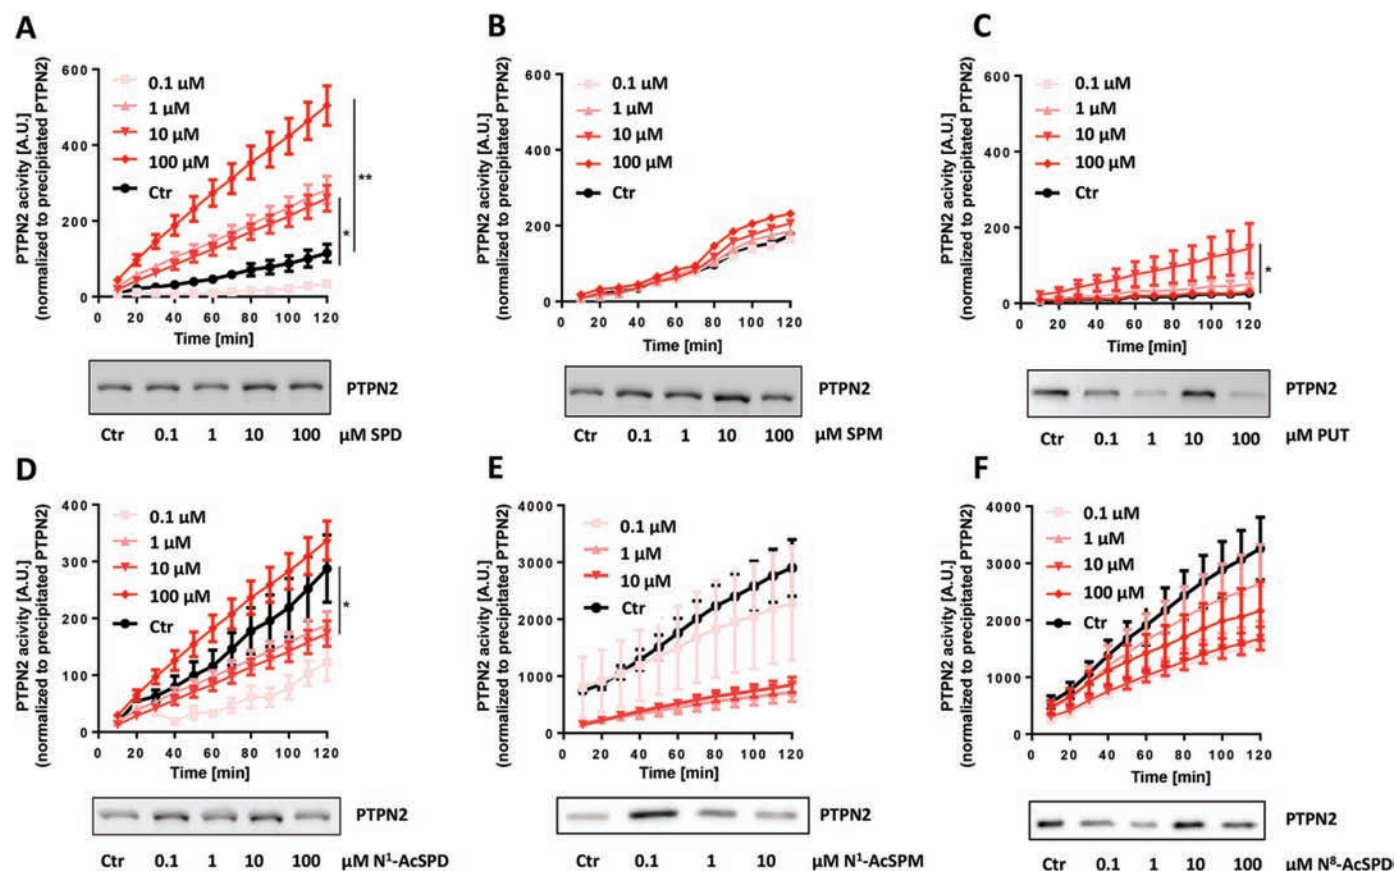 A
PTPN2 acivity [A.U.]
(normalized to precipitated PTPN2)
600
400
200
0
0.1 µM
1 µM
10 µM
100 µM
Ctr
**
*
0 20 40 60 80 100 120
Time [min]
PTPN2
Ctr 0.1 1 10 100 µM SPD
B
PTPN2 acivity [A.U.]
(normalized to precipitated PTPN2)
600
400
200
0
0.1 µM
1 µM
10 µM
100 µM
Ctr
0 20 40 60 80 100 120
Time [min]
PTPN2
Ctr 0.1 1 10 100 µM SPM
C
PTPN2 acivity [A.U.]
(normalized to precipitated PTPN2)
600
400
200
0
0.1 µM
1 µM
10 µM
100 µM
Ctr
*
0 20 40 60 80 100 120
Time [min]
PTPN2
Ctr 0.1 1 10 100 µM PUT
D
PTPN2 acivity [A.U.]
(normalized to precipitated PTPN2)
400
300
200
100
0
0.1 µM
1 µM
10 µM
100 µM
Ctr
*
0 20 40 60 80 100 120
Time [min]
PTPN2
Ctr 0.1 1 10 100 µM N¹-AcSPD
E
PTPN2 acivity [A.U.]
(normalized to precipitated PTPN2)
4000
3000
2000
1000
0
0.1 µM
1 µM
10 µM
Ctr
0 20 40 60 80 100 120
Time [min]
PTPN2
Ctr 0.1 1 10 µM N¹-AcSPM
F
PTPN2 acivity [A.U.]
(normalized to precipitated PTPN2)
4000
3000
2000
1000
0
0.1 µM
1 µM
10 µM
100 µM
Ctr
0 20 40 60 80 100 120
Time [min]
PTPN2
Ctr 0.1 1 10 100 µM N⁸-AcSPD